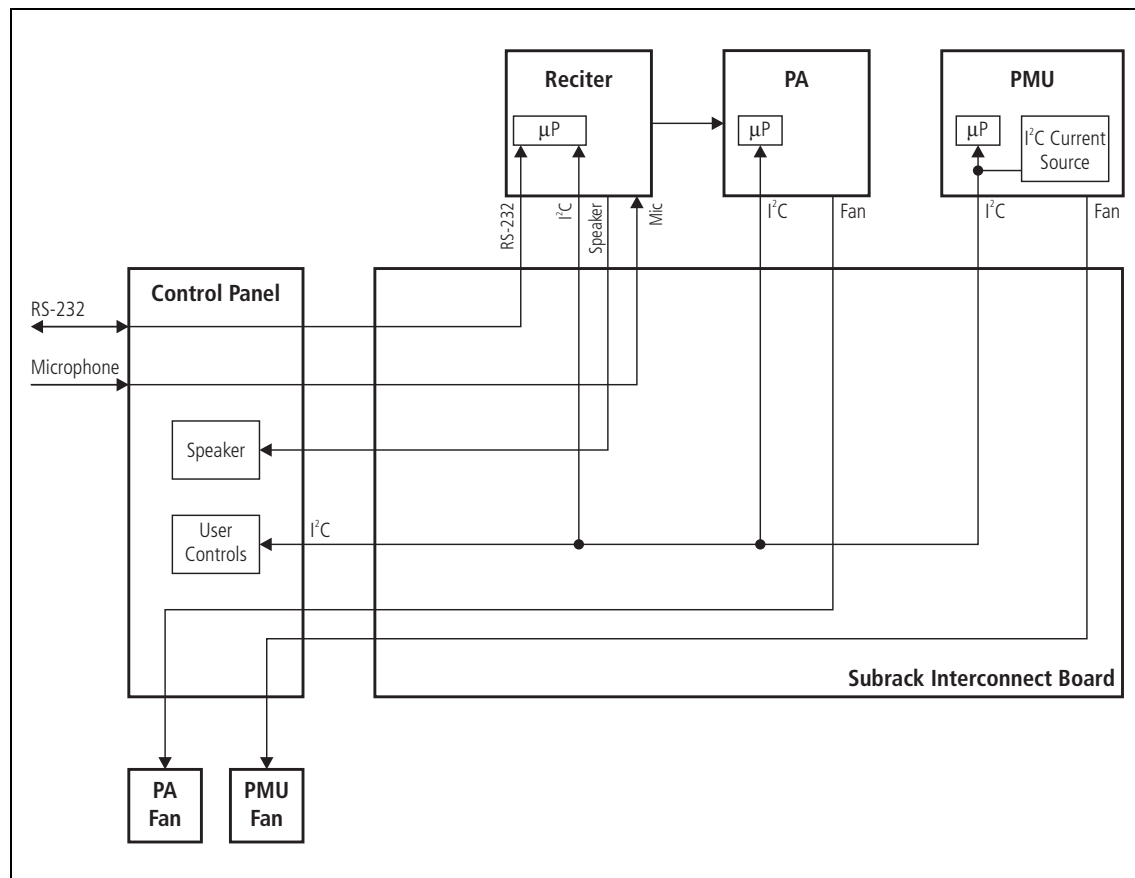 Reciter
PA
PMU
μP
μP
μP
I²C Current
Source
RS-232
I²C
Speaker
Mic
I²C
Fan
I²C
Fan
Control Panel
RS-232
Microphone
Speaker
User
Controls
I²C
Subrack Interconnect Board
PA
Fan
PMU
Fan